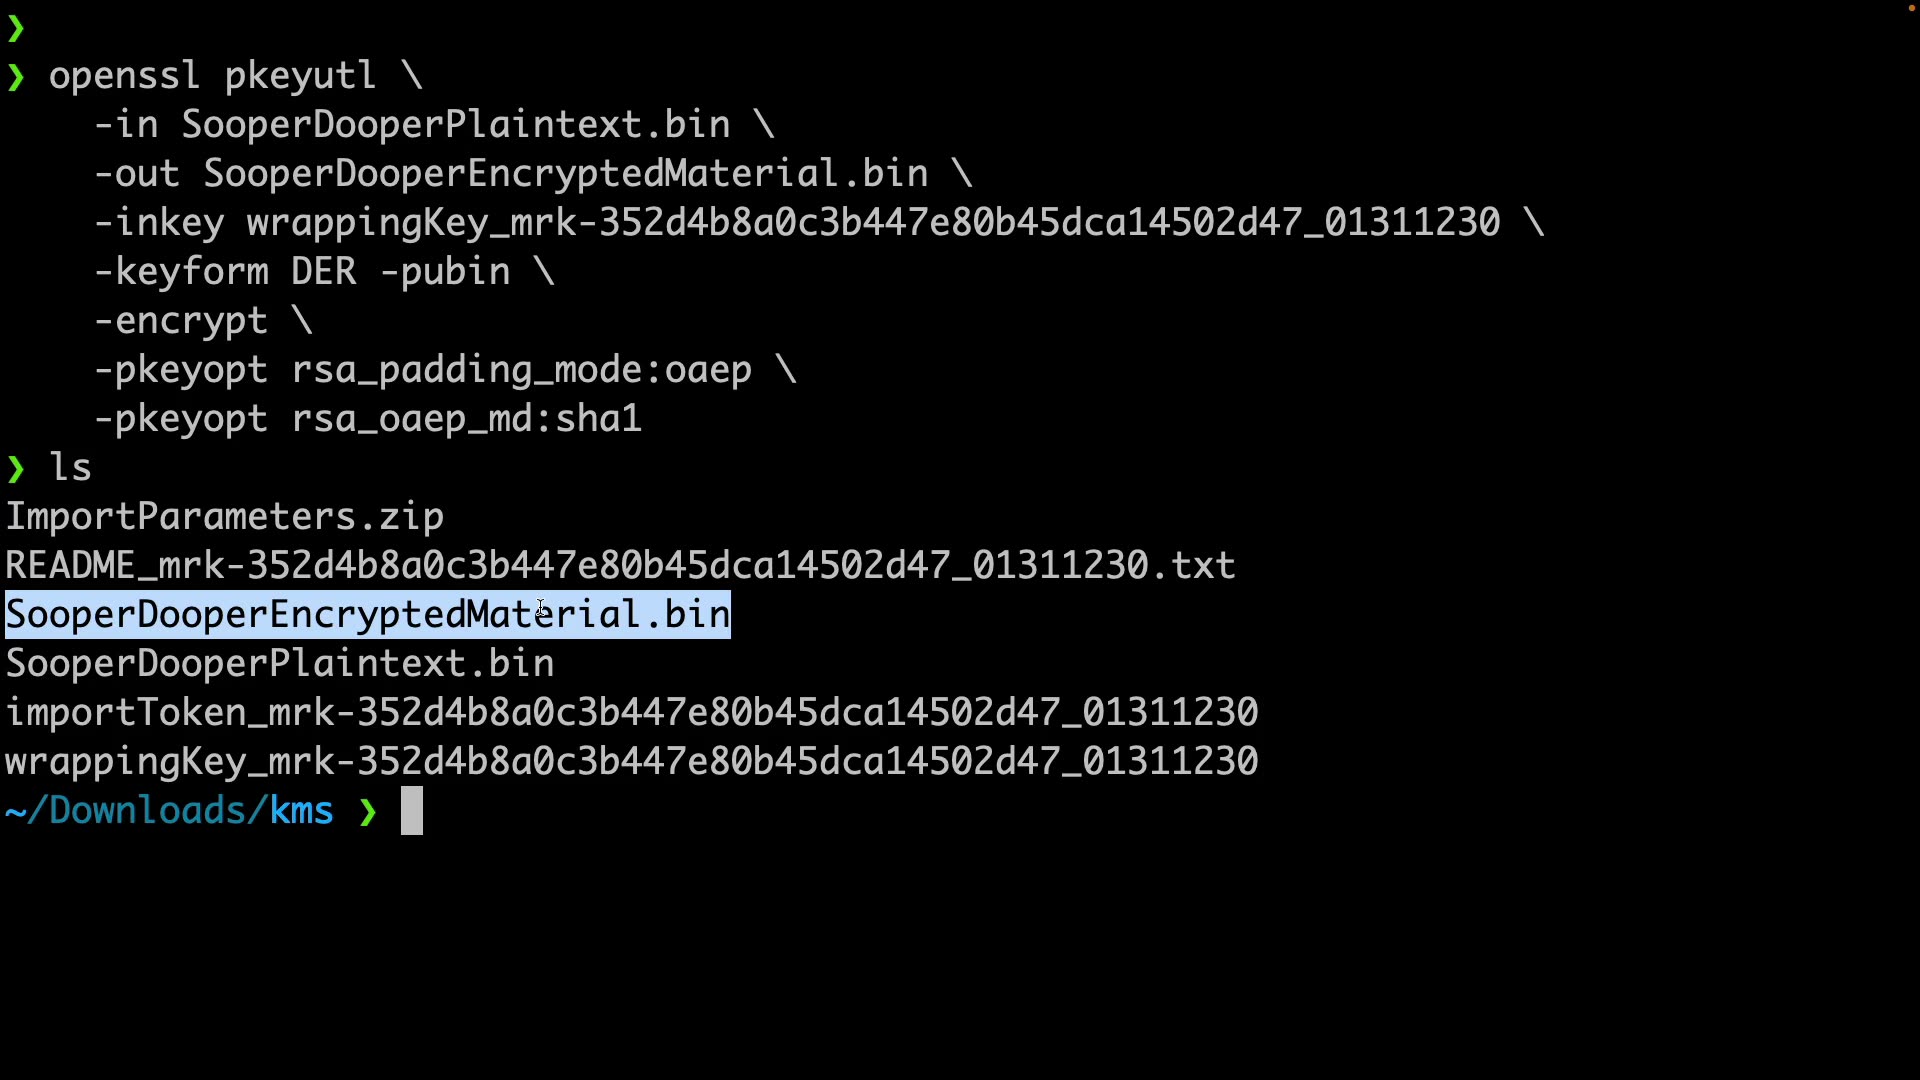 ❯
❯ openssl pkeyutl \
-in SooperDooperPlaintext.bin \
-out SooperDooperEncryptedMaterial.bin \
-inkey wrappingKey_mrk-352d4b8a0c3b447e80b45dca14502d47_01311230 \
-keyform DER -pubin \
-encrypt \
-pkeyopt rsa_padding_mode:oaep \
-pkeyopt rsa_oaep_md:sha1
❯ ls
ImportParameters.zip
README_mrk-352d4b8a0c3b447e80b45dca14502d47_01311230.txt
SooperDooperEncryptedMaterial.bin
SooperDooperPlaintext.bin
importToken_mrk-352d4b8a0c3b447e80b45dca14502d47_01311230
wrappingKey_mrk-352d4b8a0c3b447e80b45dca14502d47_01311230
~/Downloads/kms ❯